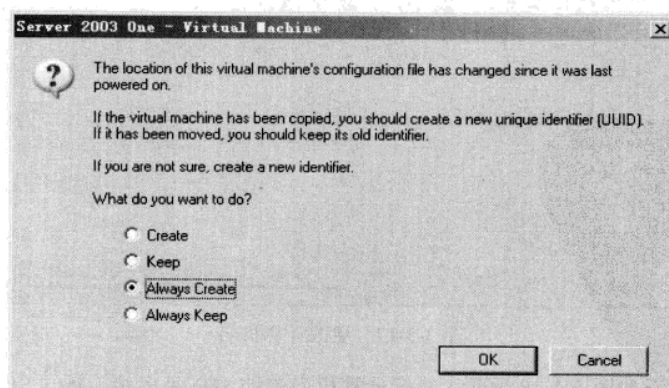 Server 2003 One - Virtual Machine
The location of this virtual machine's configuration file has changed since it was last
powered on.
If the virtual machine has been copied, you should create a new unique identifier (UUID).
If it has been moved, you should keep its old identifier.
If you are not sure, create a new identifier.
What do you want to do?
Create
Keep
Always Create
Always Keep
OK
Cancel